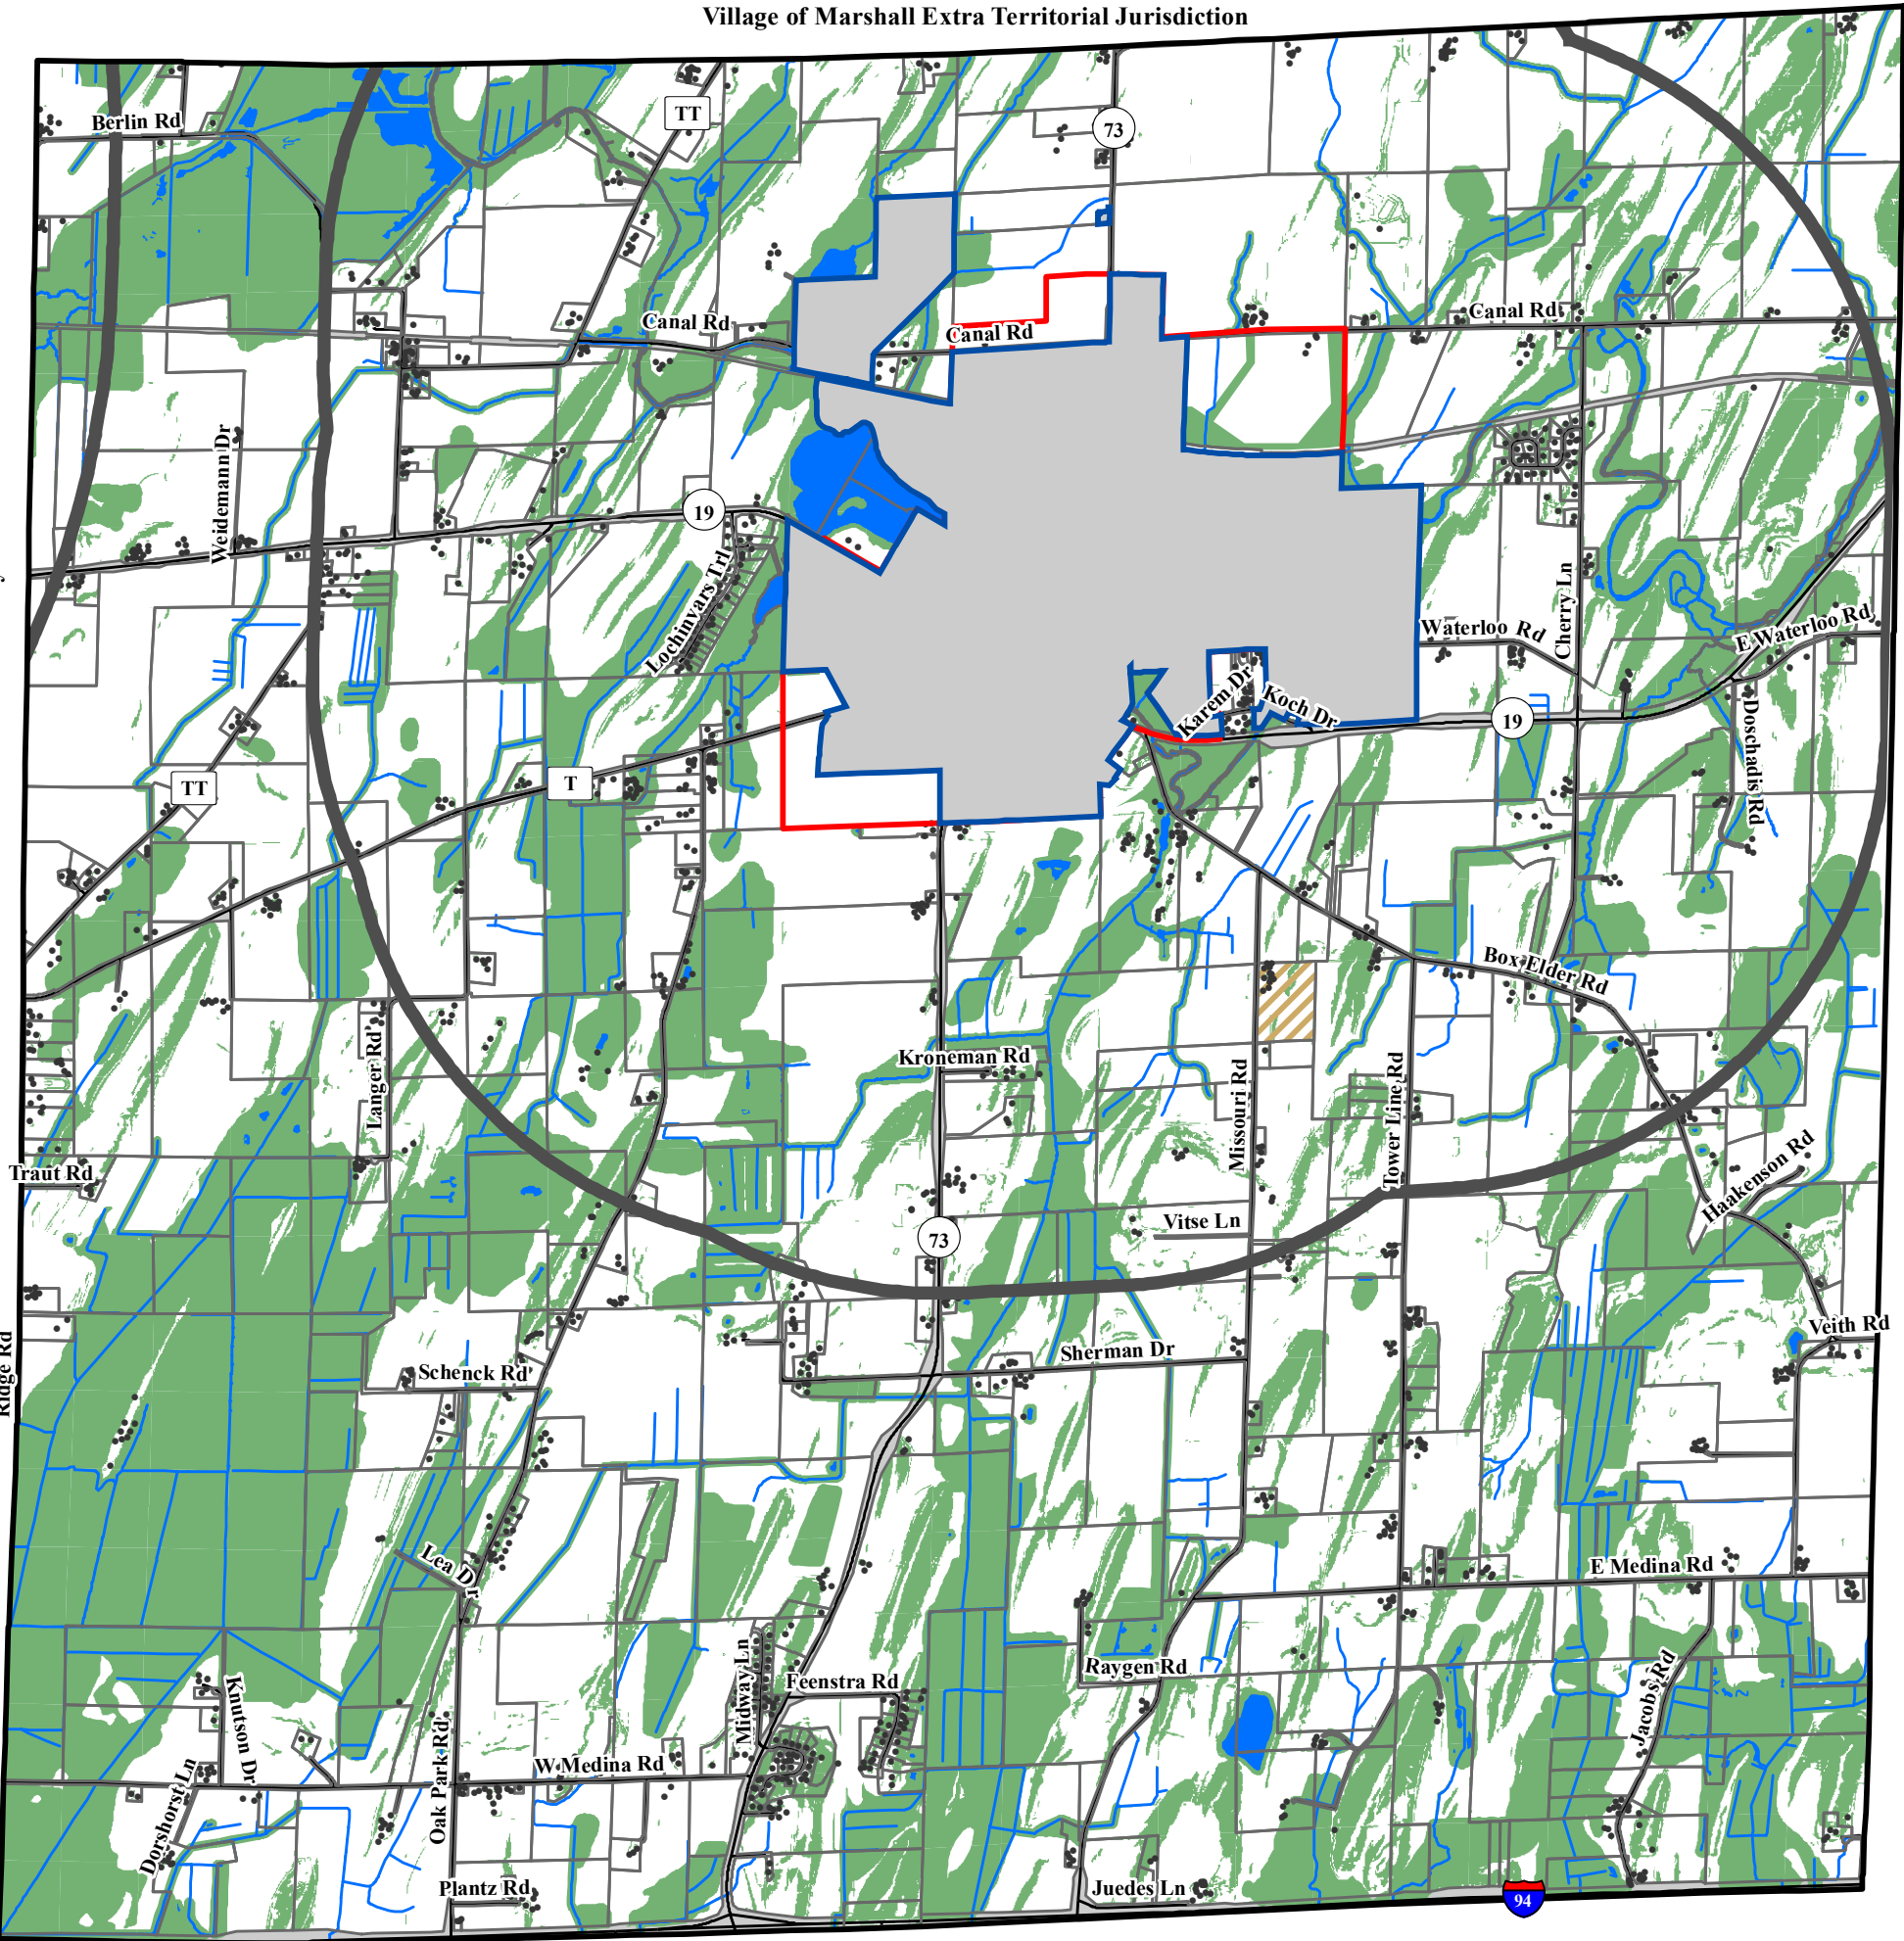 Village of Marshall Extra Territorial Jurisdiction
TT
Berlin Rd
73
Canal Rd
Canal Rd
Canal Rd
Weidemann Dr
19
Lochinvars Trl
Cherry Ln
Waterloo Rd
E Waterloo Rd
Karem Dr
Koch Dr
19
Doschadis Rd
TT
T
Box Elder Rd
Kroneman Rd
Langer Rd
Missouri Rd
Tower Line Rd
Traut Rd
Haakenson Rd
Vitse Ln
73
Veith Rd
Sherman Dr
Ridge Rd
Schenck Rd
Lea Dr
E Medina Rd
Raygen Rd
Midway Ln
Feenstra Rd
Knutson Dr
Jacobs Rd
W Medina Rd
Oak Park Rd
Dorshorst Ln
Plantz Rd
Juedes Ln
94